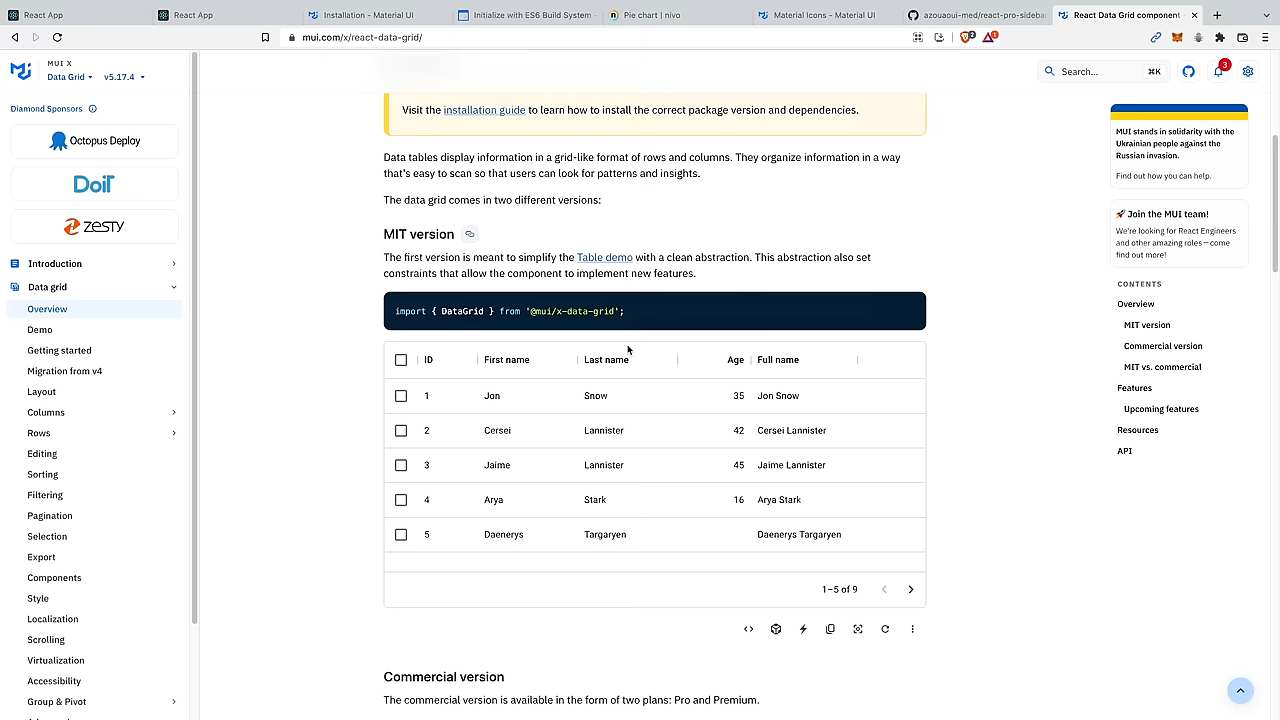 React App
React App
Installation - Material UI
Initialize with ES6 Build System
Pie chart | nivo
Material Icons - Material UI
azouaoui-med/react-pro-sidebar
React Data Grid component
mui.com/x/react-data-grid/
2
1
MUI X
Data Grid
v5.17.4
Search...
⌘K
3
Diamond Sponsors
Octopus Deploy
DoiT
ZESTY
Introduction
Data grid
Overview
Demo
Getting started
Migration from v4
Layout
Columns
Rows
Editing
Sorting
Filtering
Pagination
Selection
Export
Components
Style
Localization
Scrolling
Virtualization
Accessibility
Group & Pivot
Visit the installation guide to learn how to install the correct package version and dependencies.
Data tables display information in a grid-like format of rows and columns. They organize information in a way
that's easy to scan so that users can look for patterns and insights.
The data grid comes in two different versions:
MIT version
The first version is meant to simplify the Table demo with a clean abstraction. This abstraction also set
constraints that allow the component to implement new features.
import { DataGrid } from '@mui/x-data-grid';
ID First name Last name Age Full name
1 Jon Snow 35 Jon Snow
2 Cersei Lannister 42 Cersei Lannister
3 Jaime Lannister 45 Jaime Lannister
4 Arya Stark 16 Arya Stark
5 Daenerys Targaryen Daenerys Targaryen
1–5 of 9
Commercial version
The commercial version is available in the form of two plans: Pro and Premium.
MUI stands in solidarity with the
Ukrainian people against the
Russian invasion.
Find out how you can help.
🚀 Join the MUI team!
We're looking for React Engineers
and other amazing roles – come
find out more!
CONTENTS
Overview
MIT version
Commercial version
MIT vs. commercial
Features
Upcoming features
Resources
API